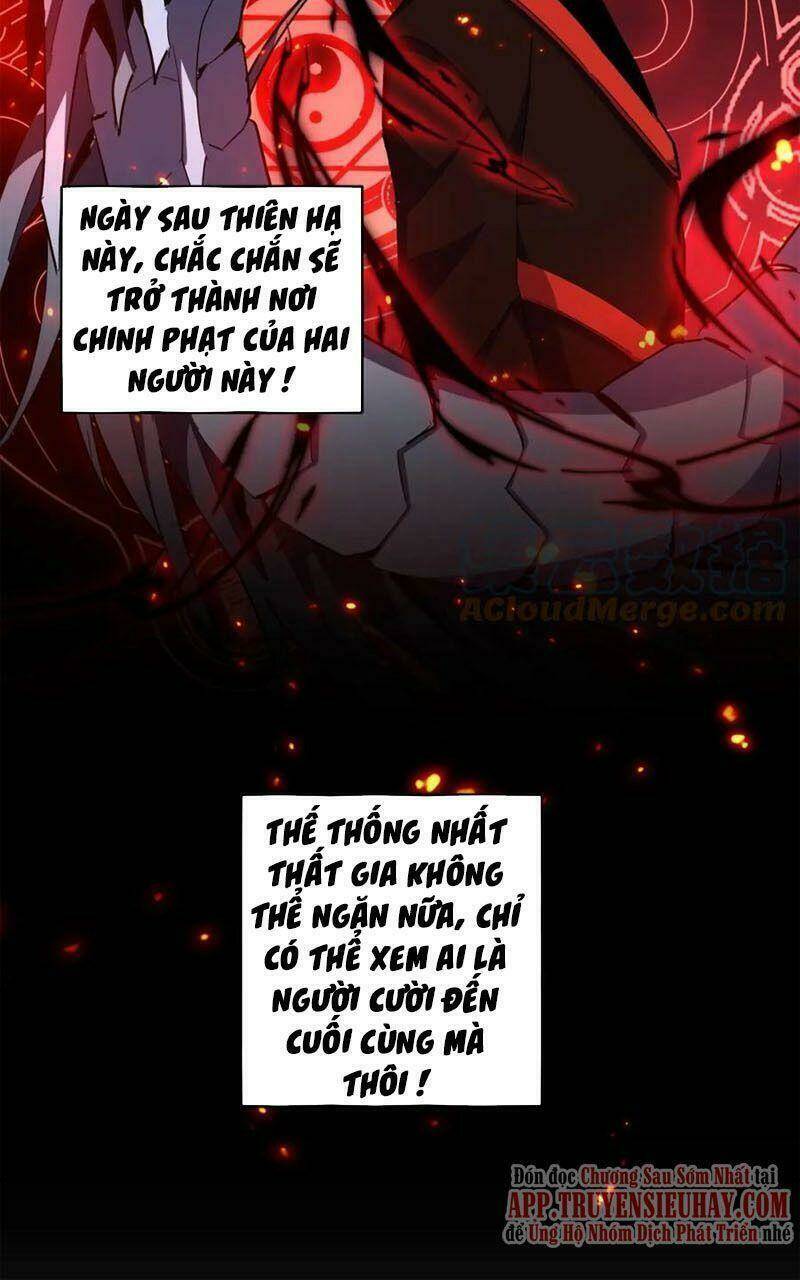 NGÀY SAU THIÊN HẠ
NÀY, CHẮC CHẮN SẼ
TRỞ THÀNH NƠI
CHINH PHẠT CỦA HAI
NGƯỜI NÀY !
ACloudMerge.com
THẾ THỐNG NHẤT
THẤT GIA KHÔNG
THỂ NGĂN NỮA, CHỈ
CÓ THỂ XEM AI LÀ
NGƯỜI CƯỜI ĐẾN
CUỐI CÙNG MÀ
THÔI !
Đón đọc Chương Sau Sớm Nhất tại
APP.TRUYENSIEUHAY.COM
để Ủng Hộ Nhóm Dịch Phát Triển nhé